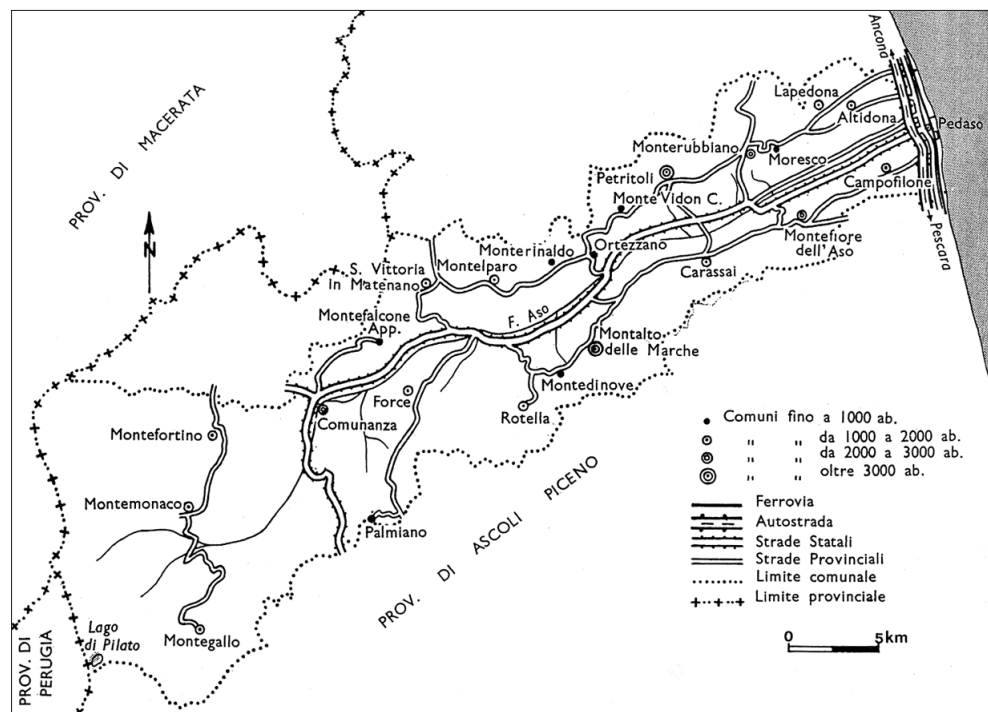 Ancona
Lapedona
Altidona
Pedaso
PROV. DI MACERATA
Monterubbiano
Moresco
Petritoli
Campofilone
Monte Vidon C.
N
Montefiore
dell'Aso
Pescara
Ortezzano
Monterinaldo
Montelparo
Carassai
S. Vittoria
in Matenano
F. Aso
Montefalcone
App.
Montalto
delle Marche
Montedinove
Force
Rotella
Comunanza
Montefortino
Montemonaco
Palmiano
PROV. DI ASCOLI PICENO
Montegallo
Lago
di Pilato
PROV. DI
PERUGIA
Comuni fino a 1000 ab.
" " da 1000 a 2000 ab.
" " da 2000 a 3000 ab.
" " oltre 3000 ab.
Ferrovia
Autostrada
Strade Statali
Strade Provinciali
Limite comunale
Limite provinciale
0 5km